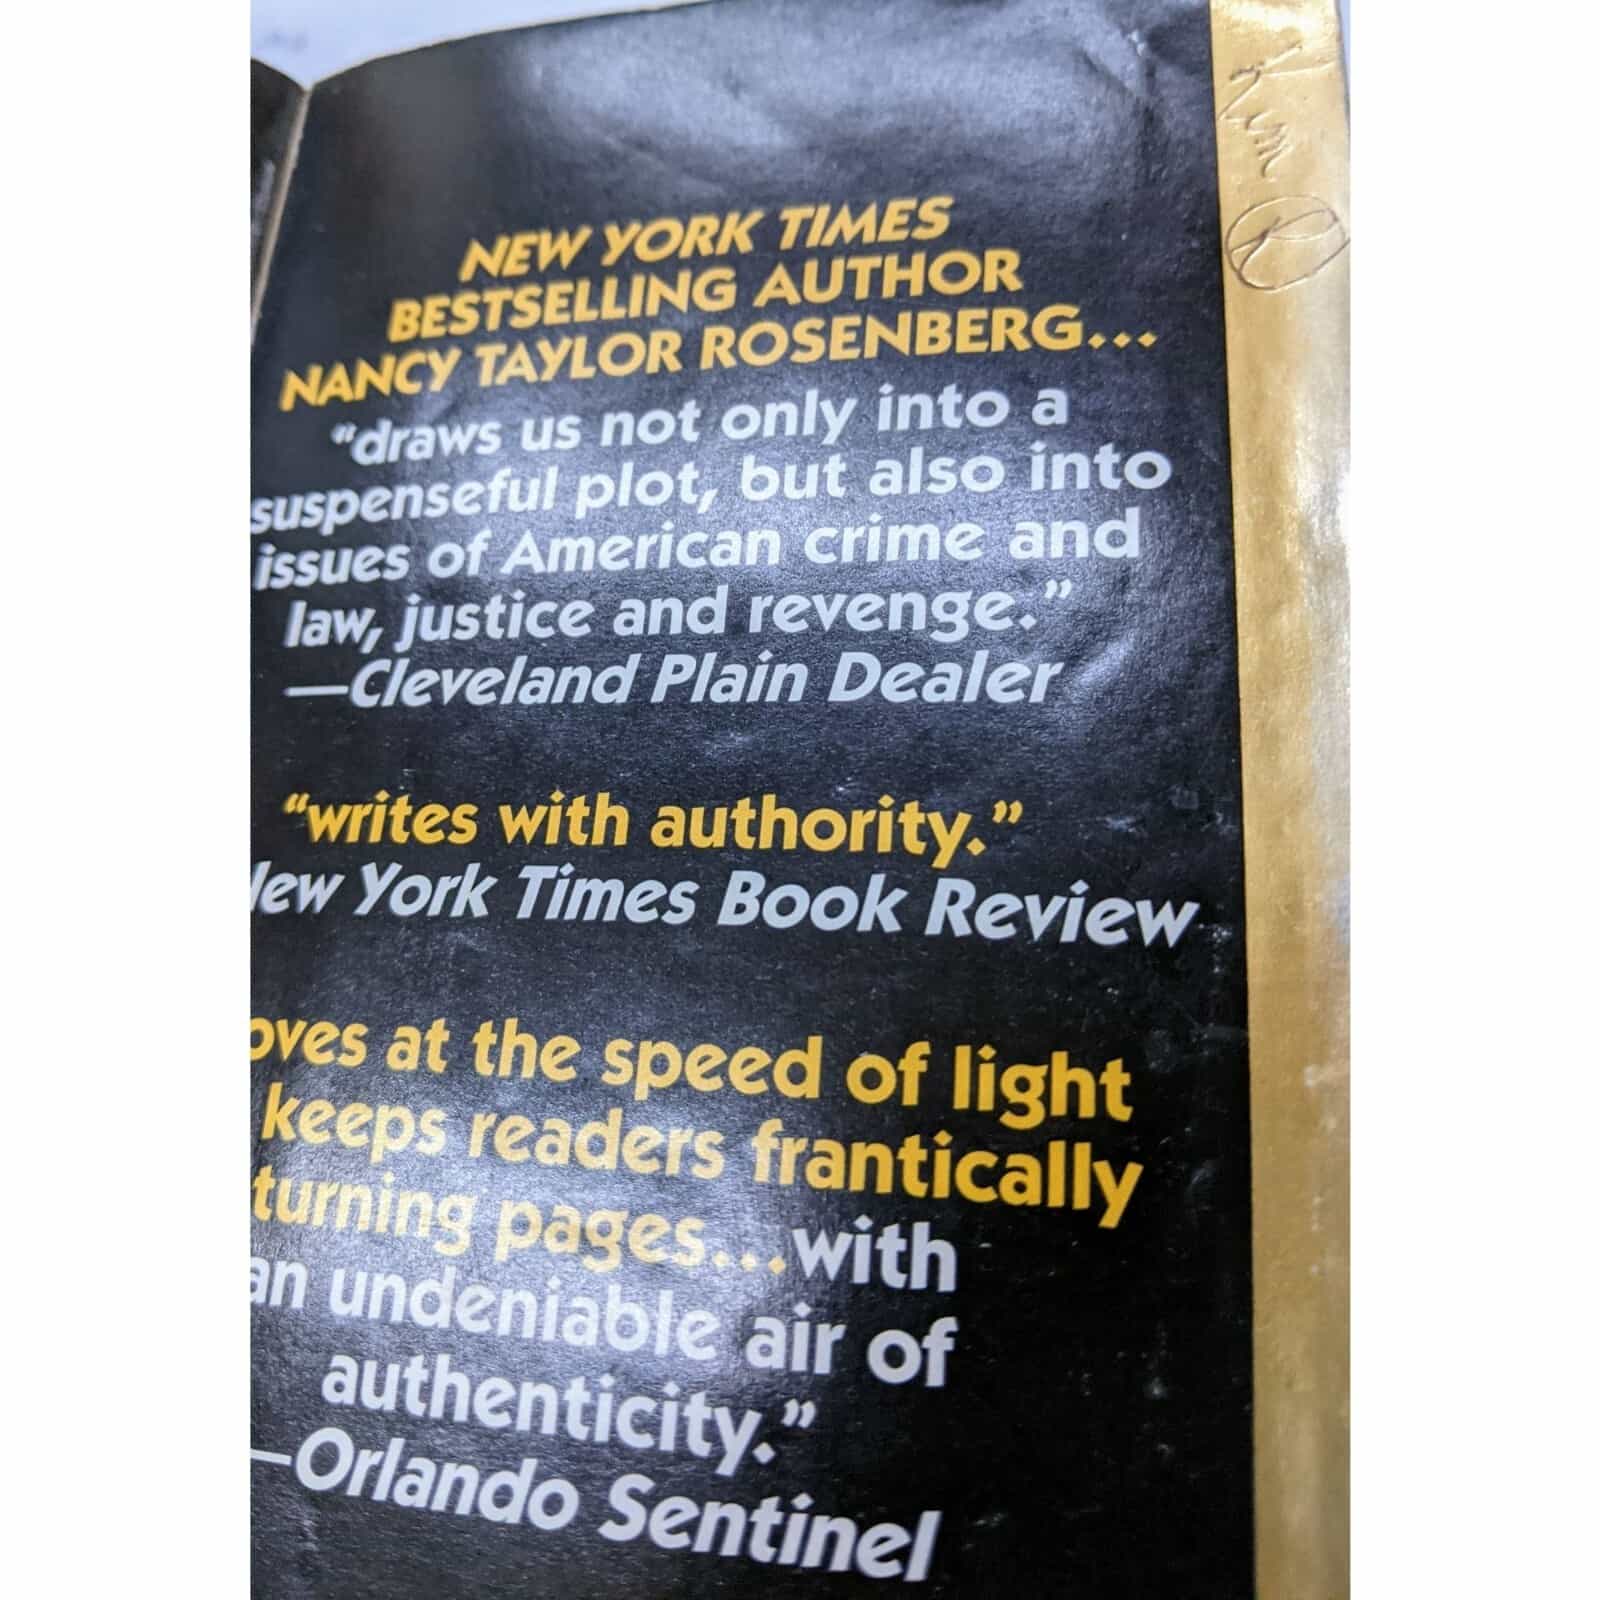 NEW YORK TIMES
BESTSELLING AUTHOR
NANCY TAYLOR ROSENBERG...
“draws us not only into a
suspenseful plot, but also into
issues of American crime and
law, justice and revenge.”
—Cleveland Plain Dealer
“writes with authority.”
ew York Times Book Review
oves at the speed of light
keeps readers frantically
turning pages...with
an undeniable air of
authenticity.”
—Orlando Sentinel
Kim R